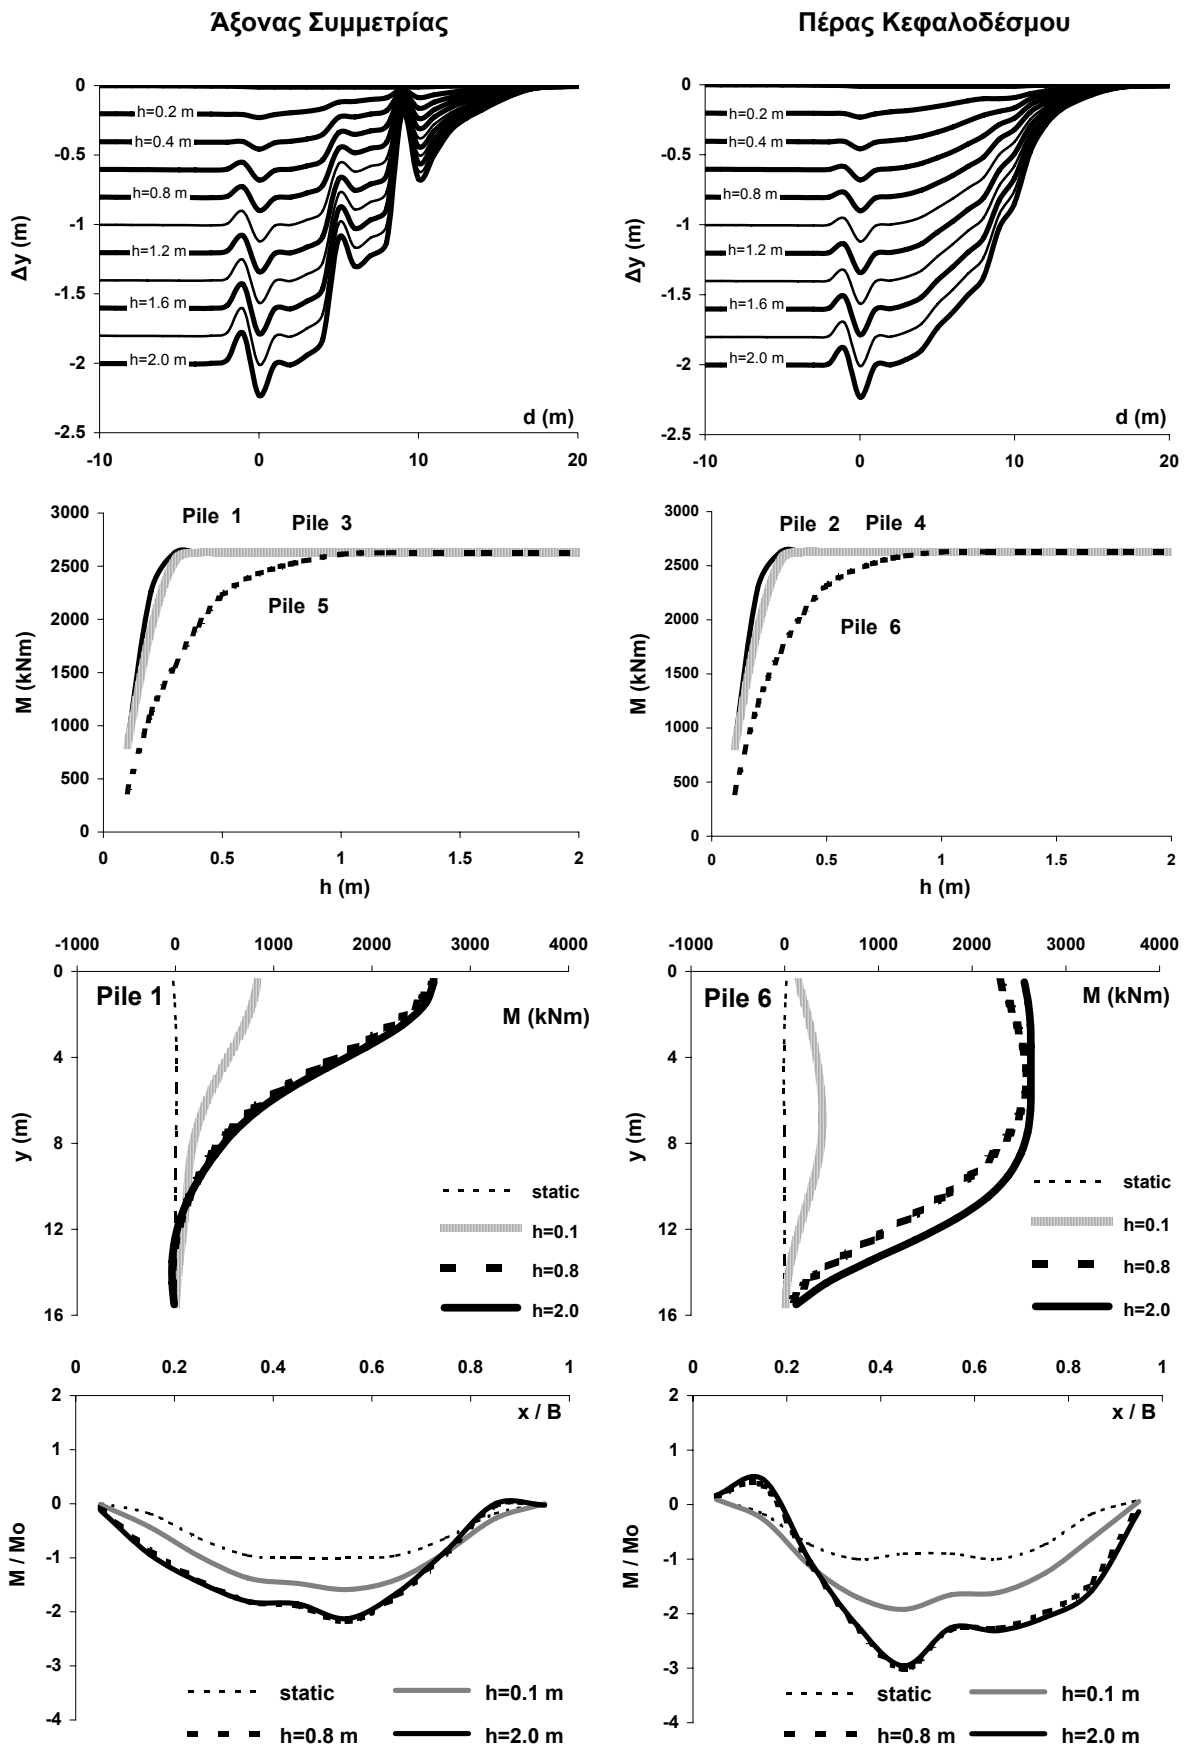 Άξονας Συμμετρίας
Πέρας Κεφαλοδέσμου
0
-0.5
-1
-1.5
-2
-2.5
Δy (m)
h=0.2 m
h=0.4 m
h=0.8 m
h=1.2 m
h=1.6 m
h=2.0 m
d (m)
-10 0 10 20
0
-0.5
-1
-1.5
-2
-2.5
Δy (m)
h=0.2 m
h=0.4 m
h=0.8 m
h=1.2 m
h=1.6 m
h=2.0 m
d (m)
-10 0 10 20
3000
2500
2000
1500
1000
500
0
M (kNm)
Pile 1
Pile 3
Pile 5
0 0.5 1 1.5 2
h (m)
3000
2500
2000
1500
1000
500
0
M (kNm)
Pile 2 Pile 4
Pile 6
0 0.5 1 1.5 2
h (m)
-1000 0 1000 2000 3000 4000
0
4
8
12
16
y (m)
Pile 1
M (kNm)
static
h=0.1
h=0.8
h=2.0
-1000 0 1000 2000 3000 4000
0
4
8
12
16
y (m)
Pile 6
M (kNm)
static
h=0.1
h=0.8
h=2.0
0 0.2 0.4 0.6 0.8 1
2
1
0
-1
-2
-3
-4
M / Mo
x / B
static
h=0.1 m
h=0.8 m
h=2.0 m
0 0.2 0.4 0.6 0.8 1
2
1
0
-1
-2
-3
-4
M / Mo
x / B
static
h=0.1 m
h=0.8 m
h=2.0 m